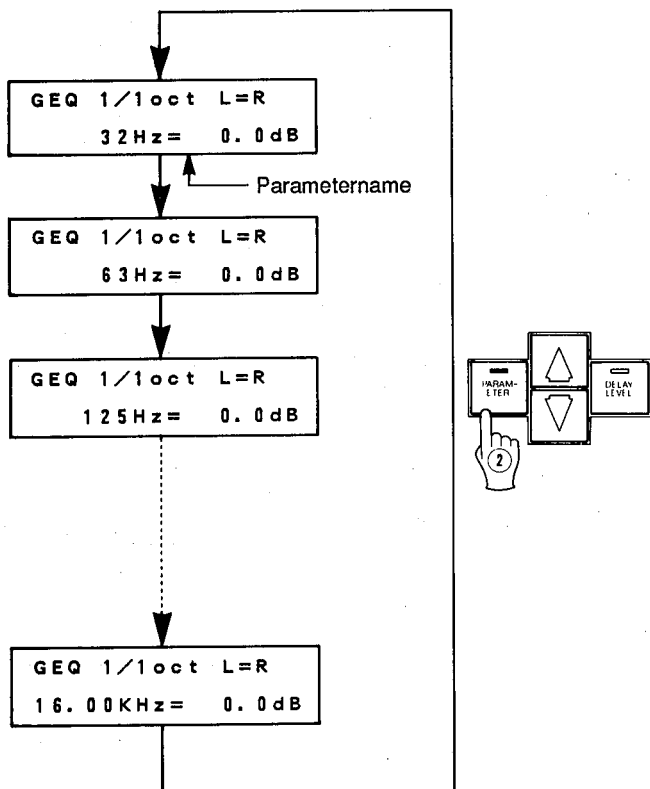 GEQ 1/1oct L=R
32Hz= 0.0dB
Parametername
GEQ 1/1oct L=R
63Hz= 0.0dB
GEQ 1/1oct L=R
125Hz= 0.0dB
PARAM-
ETER
DELAY
LEVEL
2
GEQ 1/1oct L=R
16.00KHz= 0.0dB